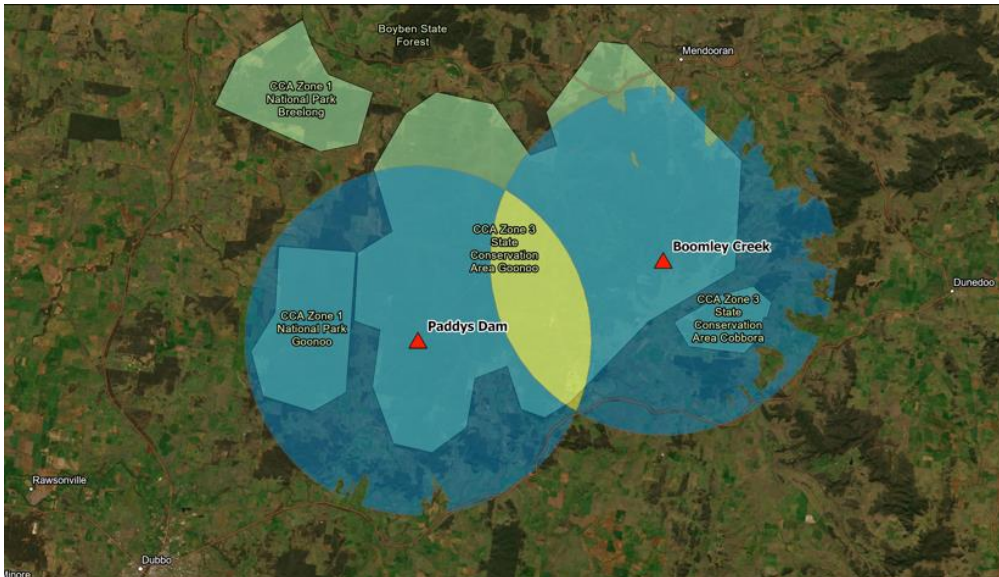 Boyben State
Forest
Mendooran
CCA Zone 1
National Park
Breelong
CCA Zone 3
State
Conservation
Area Goonoo
Boomley Creek
Dunedoo
CCA Zone 3
State
Conservation
Area Cobbora
CCA Zone 1
National Park
Goonoo
Paddys Dam
Rawsonville
Dubbo
Minore